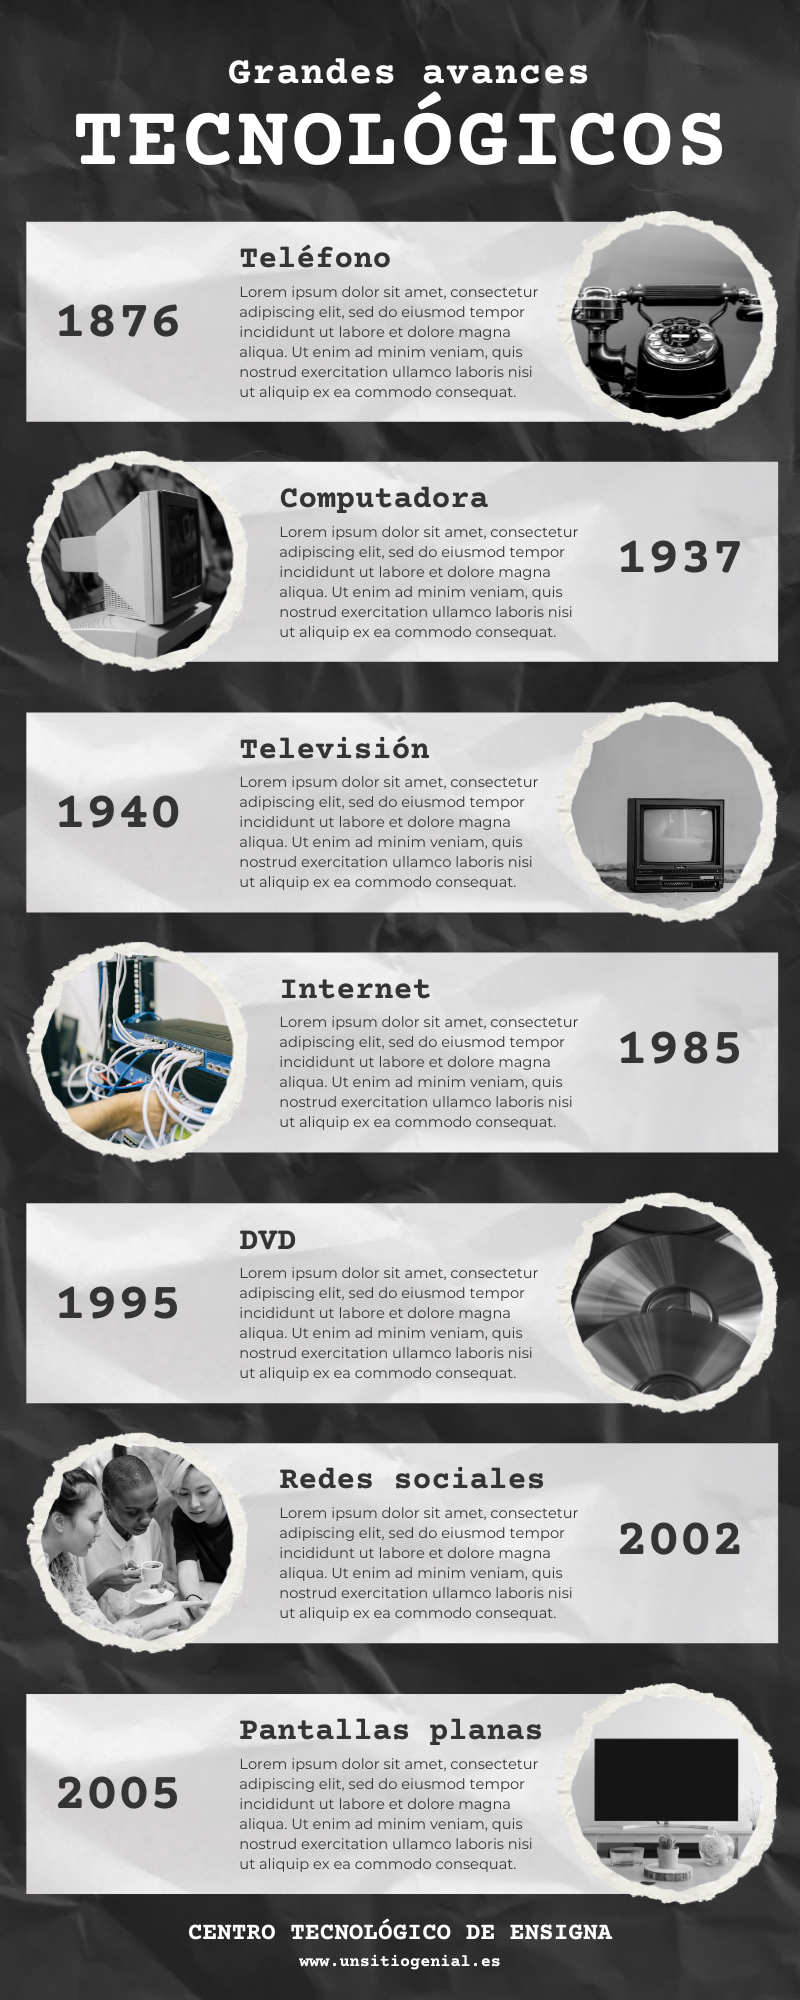 Grandes avances
TECNOLÓGICOS
Teléfono
1876
Lorem ipsum dolor sit amet, consectetur
adipiscing elit, sed do eiusmod tempor
incididunt ut labore et dolore magna
aliqua. Ut enim ad minim veniam, quis
nostrud exercitation ullamco laboris nisi
ut aliquip ex ea commodo consequat.
Computadora
Lorem ipsum dolor sit amet, consectetur
adipiscing elit, sed do eiusmod tempor
incididunt ut labore et dolore magna
aliqua. Ut enim ad minim veniam, quis
nostrud exercitation ullamco laboris nisi
ut aliquip ex ea commodo consequat.
1937
Televisión
1940
Lorem ipsum dolor sit amet, consectetur
adipiscing elit, sed do eiusmod tempor
incididunt ut labore et dolore magna
aliqua. Ut enim ad minim veniam, quis
nostrud exercitation ullamco laboris nisi
ut aliquip ex ea commodo consequat.
Internet
Lorem ipsum dolor sit amet, consectetur
adipiscing elit, sed do eiusmod tempor
incididunt ut labore et dolore magna
aliqua. Ut enim ad minim veniam, quis
nostrud exercitation ullamco laboris nisi
ut aliquip ex ea commodo consequat.
1985
DVD
1995
Lorem ipsum dolor sit amet, consectetur
adipiscing elit, sed do eiusmod tempor
incididunt ut labore et dolore magna
aliqua. Ut enim ad minim veniam, quis
nostrud exercitation ullamco laboris nisi
ut aliquip ex ea commodo consequat.
Redes sociales
Lorem ipsum dolor sit amet, consectetur
adipiscing elit, sed do eiusmod tempor
incididunt ut labore et dolore magna
aliqua. Ut enim ad minim veniam, quis
nostrud exercitation ullamco laboris nisi
ut aliquip ex ea commodo consequat.
2002
Pantallas planas
2005
Lorem ipsum dolor sit amet, consectetur
adipiscing elit, sed do eiusmod tempor
incididunt ut labore et dolore magna
aliqua. Ut enim ad minim veniam, quis
nostrud exercitation ullamco laboris nisi
ut aliquip ex ea commodo consequat.
CENTRO TECNOLÓGICO DE ENSIGNA
www.unsitiogenial.es